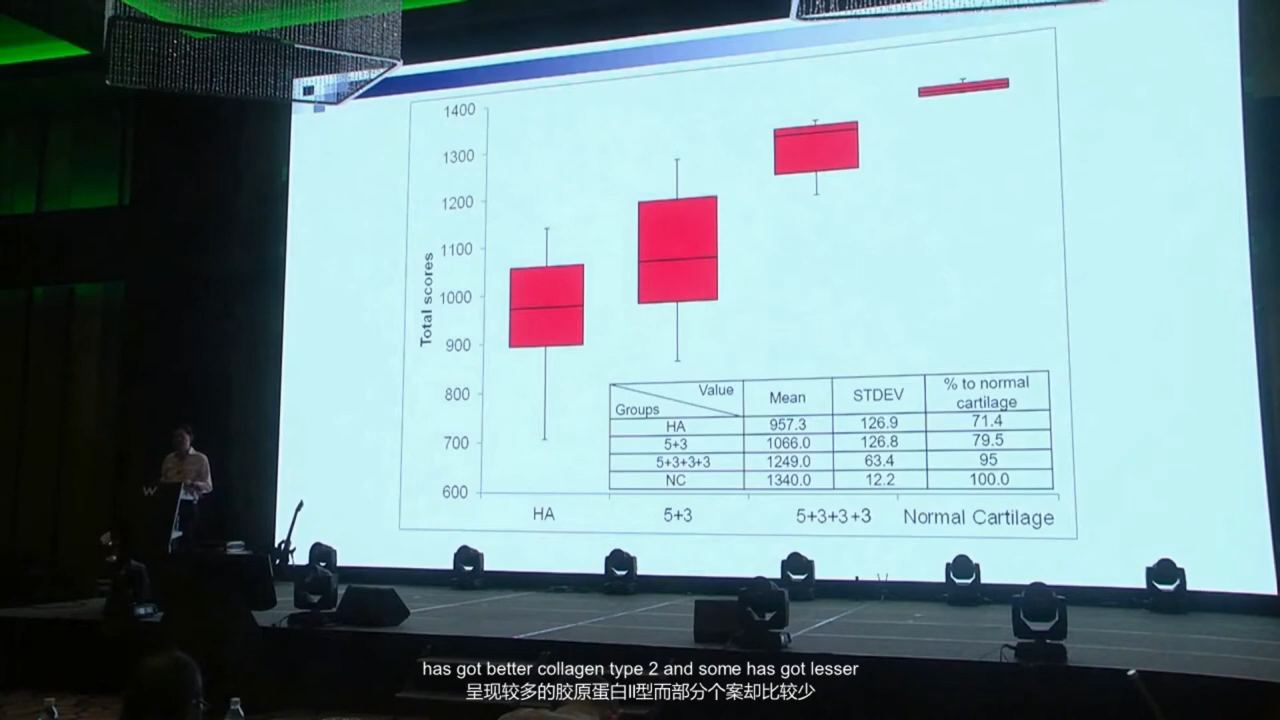 1400
1300
1200
1100
1000
900
800
700
600
Total scores
HA
5+3
5+3+3+3
Normal Cartilage
Value
Groups
Mean
STDEV
% to normal
cartilage
HA 957.3 126.9 71.4
5+3 1066.0 126.8 79.5
5+3+3+3 1249.0 63.4 95
NC 1340.0 12.2 100.0
W
has got better collagen type 2 and some has got lesser
呈现较多的胶原蛋白II型而部分个案却比较少